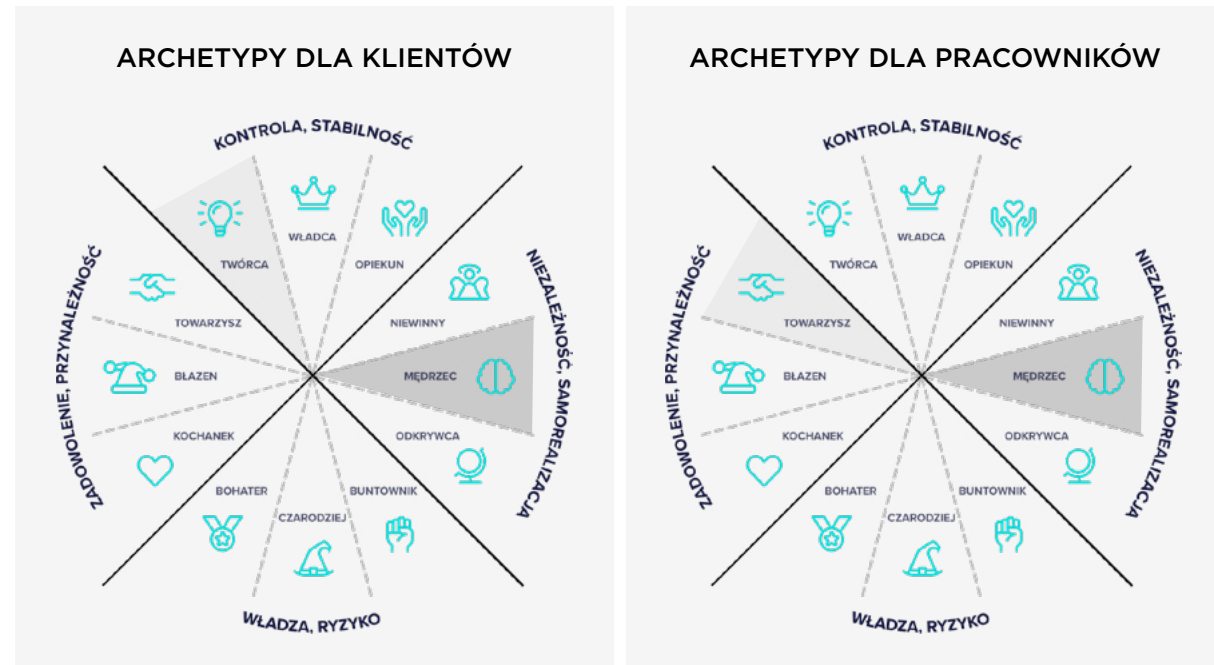 ARCHETYPY DLA KLIENTÓW
KONTROLA, STABILNOŚĆ
WŁADCA
TWÓRCA
OPIEKUN
ZADOWOLENIE, PRZYNALEŻNOŚĆ
NIEZALEŻNOŚĆ, SAMOREALIZACJA
TOWARZYSZ
NIEWINNY
BŁAZEN
MĘDRZEC
KOCHANEK
ODKRYWCA
BOHATER
BUNTOWNIK
CZARODZIEJ
WŁADZA, RYZYKO
ARCHETYPY DLA PRACOWNIKÓW
KONTROLA, STABILNOŚĆ
WŁADCA
TWÓRCA
OPIEKUN
ZADOWOLENIE, PRZYNALEŻNOŚĆ
NIEZALEŻNOŚĆ, SAMOREALIZACJA
TOWARZYSZ
NIEWINNY
BŁAZEN
MĘDRZEC
KOCHANEK
ODKRYWCA
BOHATER
BUNTOWNIK
CZARODZIEJ
WŁADZA, RYZYKO